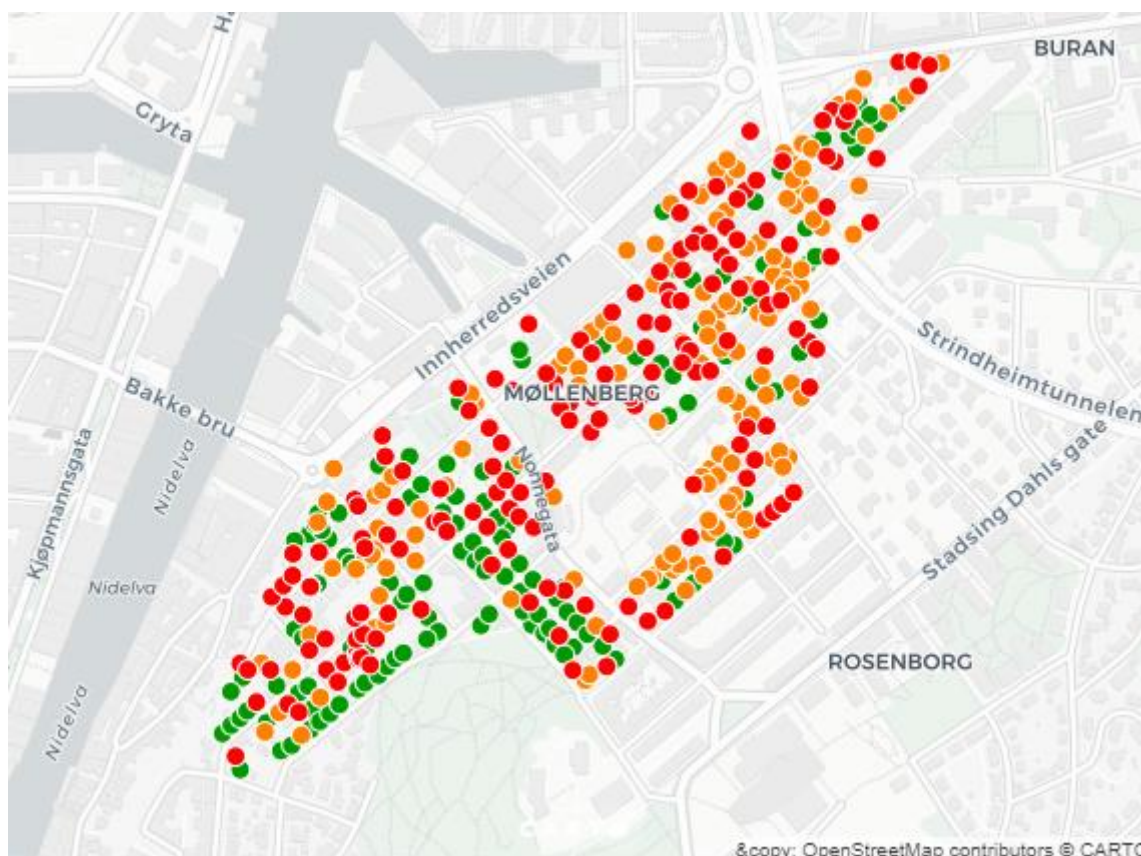 BURAN
Gryta
Innherredsveien
Bakke bru
MØLLENBERG
Strindheimtunnelen
Nonnegata
Kjøpmannsgata
Nidelva
Stadsing Dahls gate
Nidelva
ROSENBORG
Nidelva
&copy; OpenStreetMap contributors © CARTO